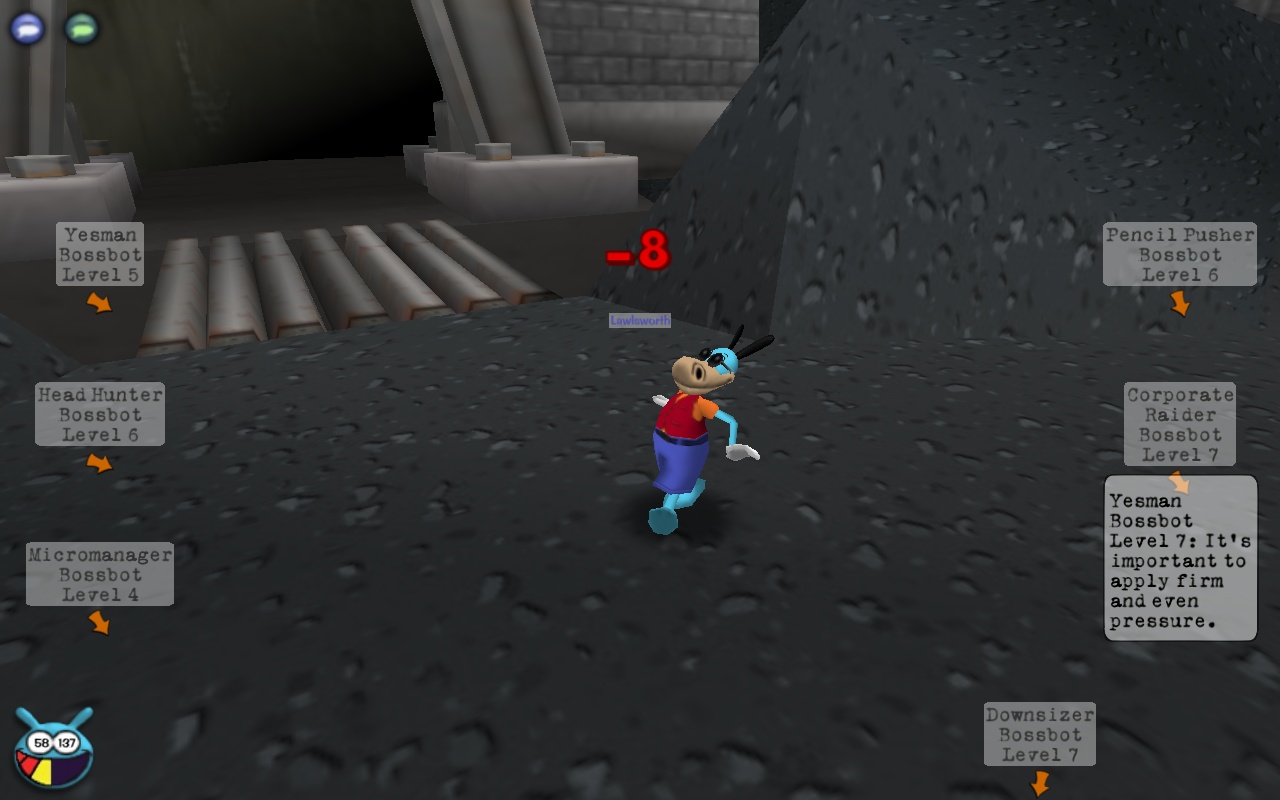 Yesman
Bossbot
Level 5
-8
Pencil Pusher
Bossbot
Level 6
Lawlsworth
Head Hunter
Bossbot
Level 6
Corporate
Raider
Bossbot
Level 7
Yesman
Bossbot
Level 7: It's
important to
apply firm
and even
pressure.
Micromanager
Bossbot
Level 4
Downsizer
Bossbot
Level 7
58 137